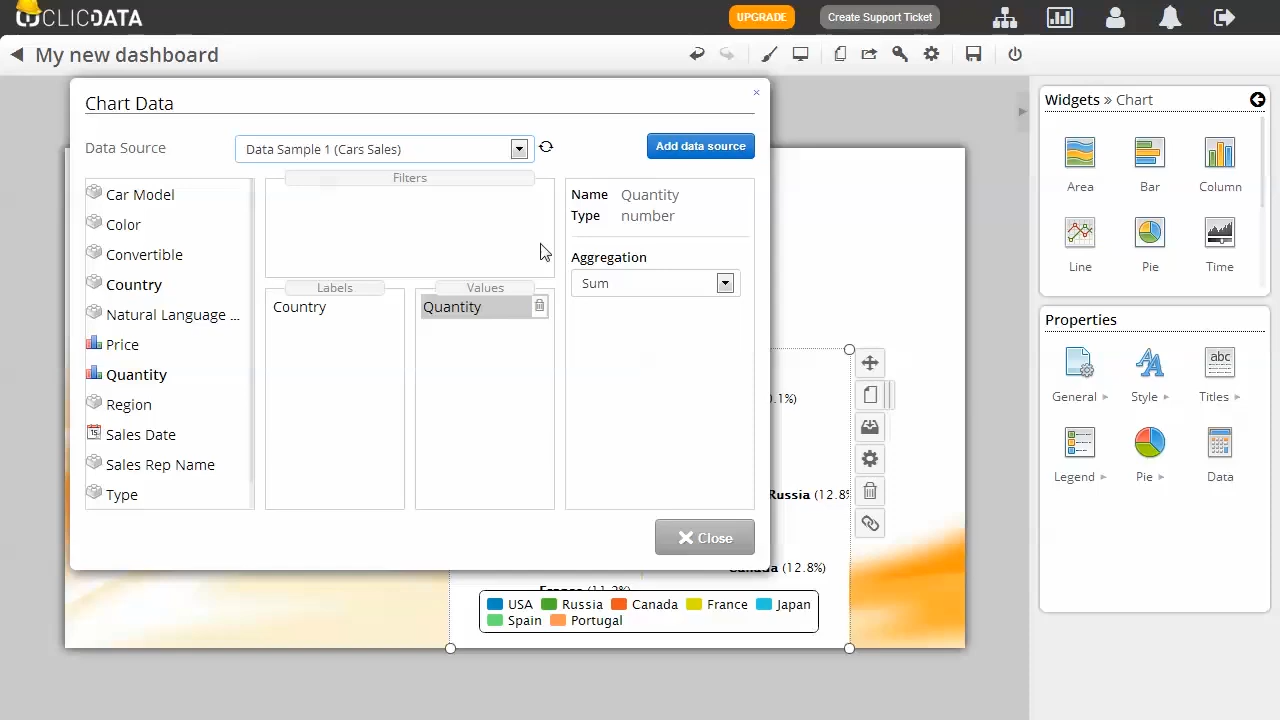 CLICDATA
UPGRADE
Create Support Ticket
My new dashboard
Chart Data
×
Data Source
Data Sample 1 (Cars Sales)
Add data source
Car Model
Color
Convertible
Country
Natural Language ...
Price
Quantity
Region
Sales Date
Sales Rep Name
Type
Filters
Labels
Country
Values
Quantity
Name Quantity
Type number
Aggregation
Sum
Close
.1%)
Russia (12.8%
Canada (12.8%)
France (11.2%)
USA Russia Canada France Japan
Spain Portugal
Widgets » Chart
Area Bar Column
Line Pie Time
Properties
abc
General Style Titles
Legend Pie Data